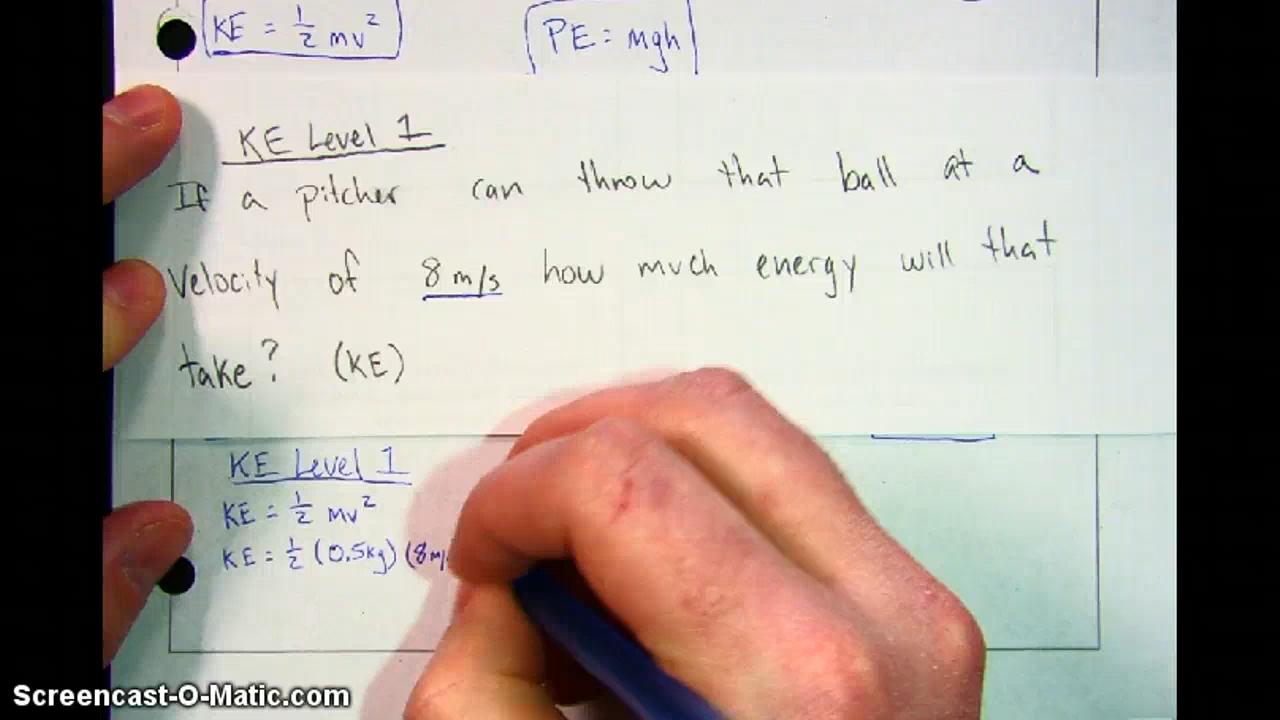 KE = 1/2 mv² PE = mgh
KE Level 1
If a pitcher can throw that ball at a
velocity of 8 m/s how much energy will that
take? (KE)
KE Level 1
KE = 1/2 mv²
KE = 1/2 (0.5kg) (8m/
Screencast-O-Matic.com